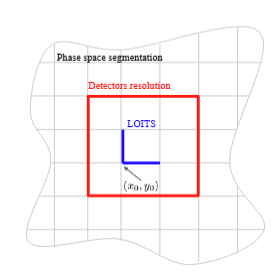 Phase space segmentation
Detectors resolution
LOITS
(x₀, y₀)